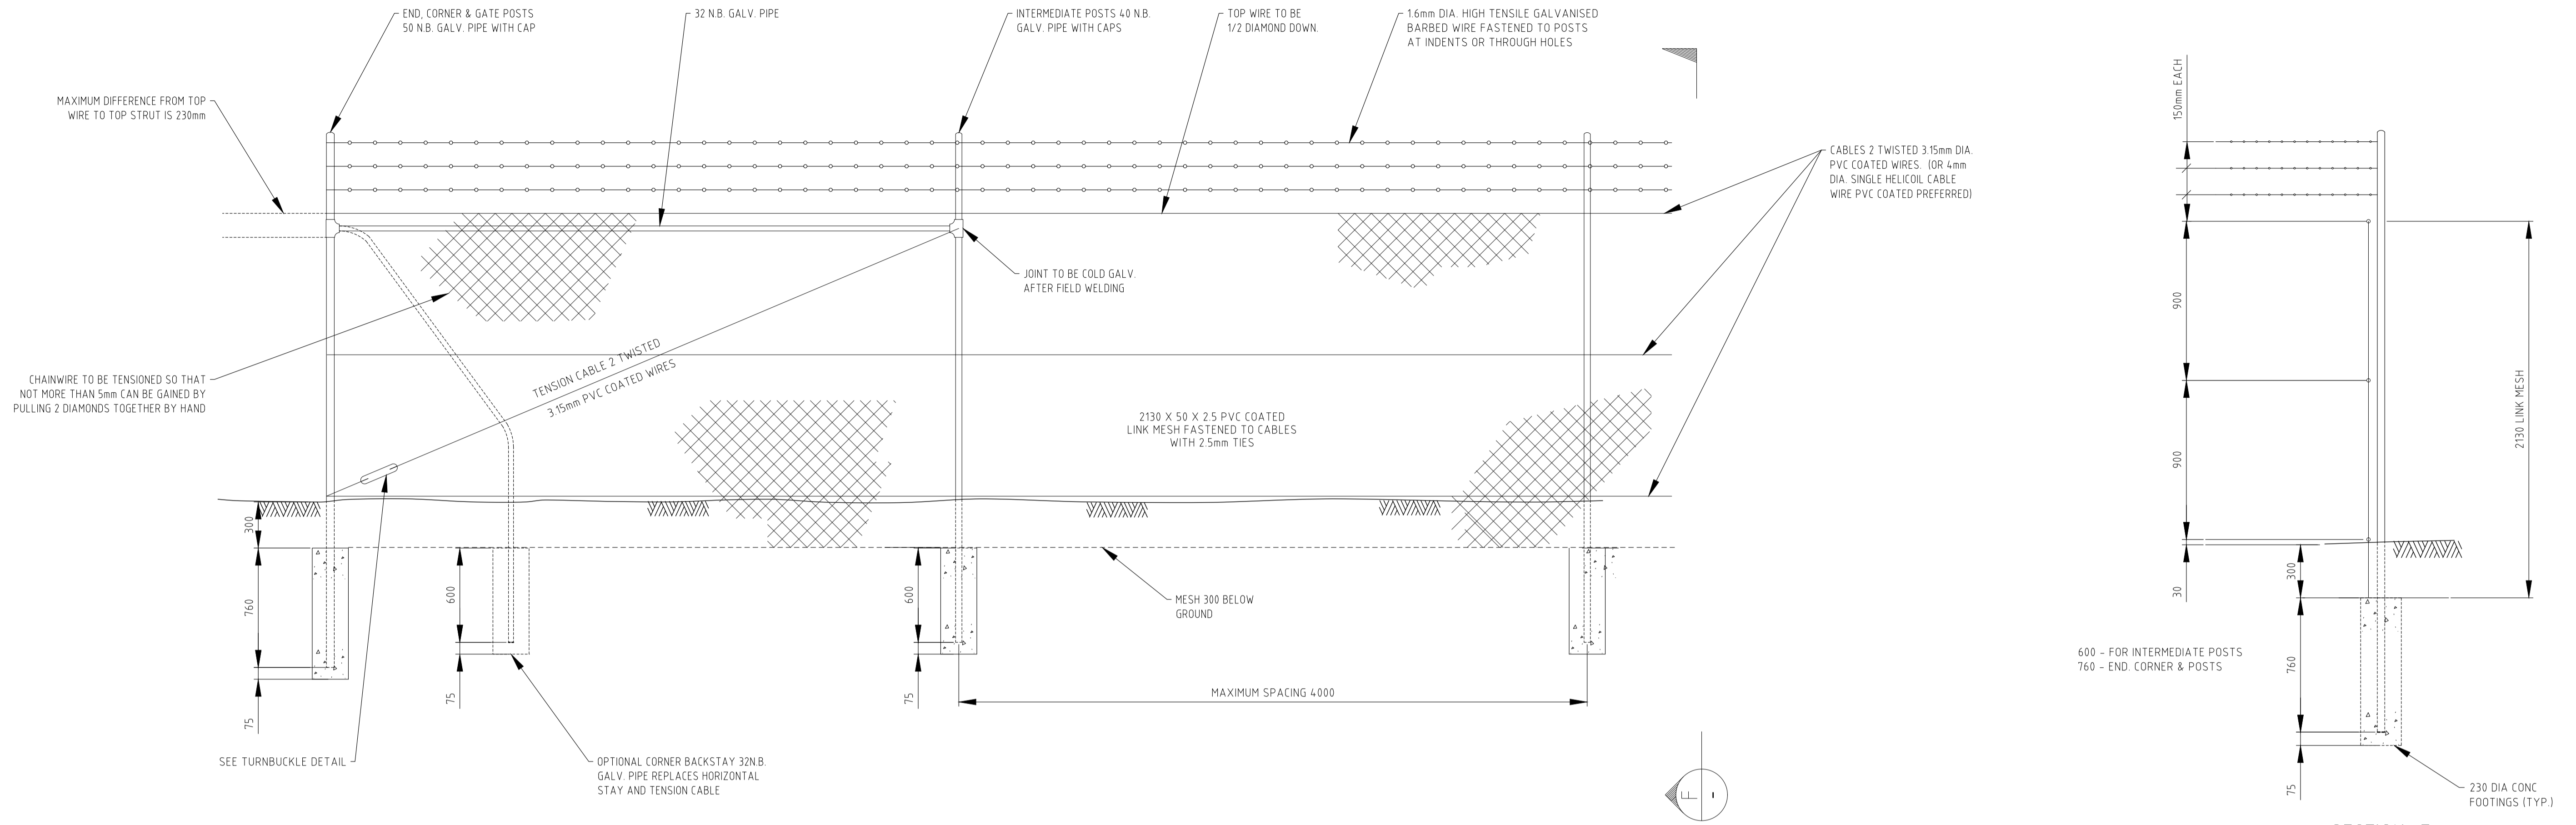 END, CORNER & GATE POSTS
50 N.B. GALV. PIPE WITH CAP
32 N.B. GALV. PIPE
INTERMEDIATE POSTS 40 N.B.
GALV. PIPE WITH CAPS
TOP WIRE TO BE
1/2 DIAMOND DOWN.
1.6mm DIA. HIGH TENSILE GALVANISED
BARBED WIRE FASTENED TO POSTS
AT INDENTS OR THROUGH HOLES
MAXIMUM DIFFERENCE FROM TOP
WIRE TO TOP STRUT IS 230mm
CABLES 2 TWISTED 3.15mm DIA.
PVC COATED WIRES. (OR 4mm
DIA. SINGLE HELICOIL CABLE
WIRE PVC COATED PREFERRED)
JOINT TO BE COLD GALV.
AFTER FIELD WELDING
TENSION CABLE 2 TWISTED
3.15mm PVC COATED WIRES
CHAINWIRE TO BE TENSIONED SO THAT
NOT MORE THAN 5mm CAN BE GAINED BY
PULLING 2 DIAMONDS TOGETHER BY HAND
2130 X 50 X 2.5 PVC COATED
LINK MESH FASTENED TO CABLES
WITH 2.5mm TIES
300
760
75
600
75
600
75
MESH 300 BELOW
GROUND
MAXIMUM SPACING 4000
SEE TURNBUCKLE DETAIL
OPTIONAL CORNER BACKSTAY 32N.B.
GALV. PIPE REPLACES HORIZONTAL
STAY AND TENSION CABLE
F
-
150mm EACH
900
900
30
2130 LINK MESH
300
760
75
600 - FOR INTERMEDIATE POSTS
760 - END. CORNER & POSTS
230 DIA CONC
FOOTINGS (TYP.)